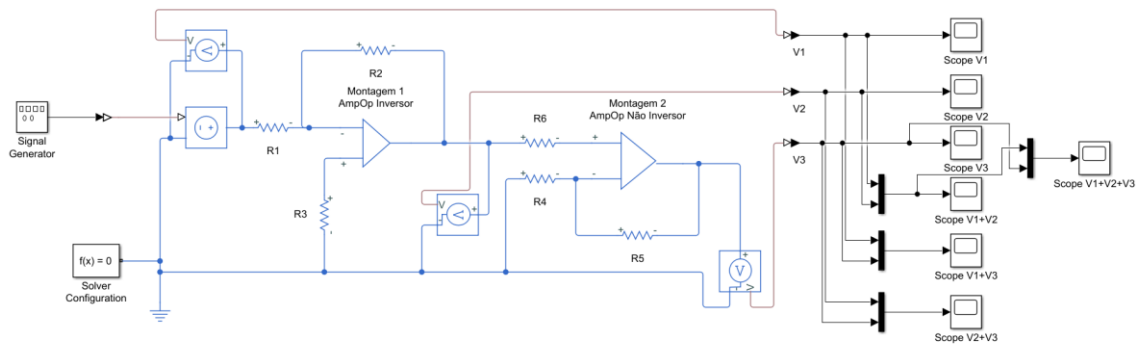 Scope V1
V1
R2
Montagem 1
AmpOp Inversor
Montagem 2
AmpOp Não Inversor
V2
Scope V2
Signal
Generator
R1
R6
V3
Scope V3
Scope V1+V2+V3
R3
R4
Scope V1+V2
R5
f(x) = 0
Solver
Configuration
V
V
V
V
Scope V1+V3
Scope V2+V3